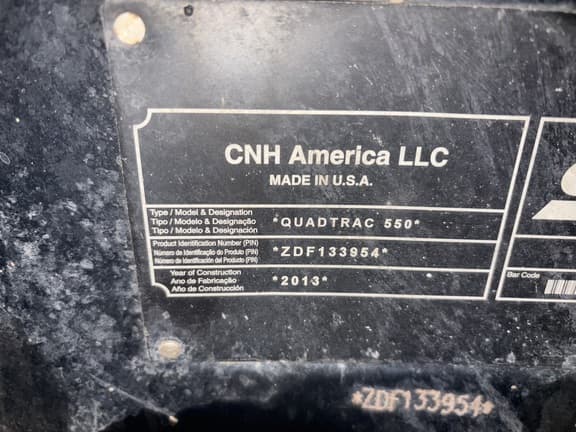 CNH America LLC
MADE IN U.S.A.
Type / Model & Designation
Tipo / Modelo & Designação
Tipo / Modelo & Designación
*QUADTRAC 550*
Product Identification Number (PIN)
Número de Identificação do Produto (PIN)
Número de Identificación del Producto (PIN)
*ZDF133954*
Year of Construction
Ano de Fabricação
Año de Construcción
*2013*
Bar Code
*ZDF133954*